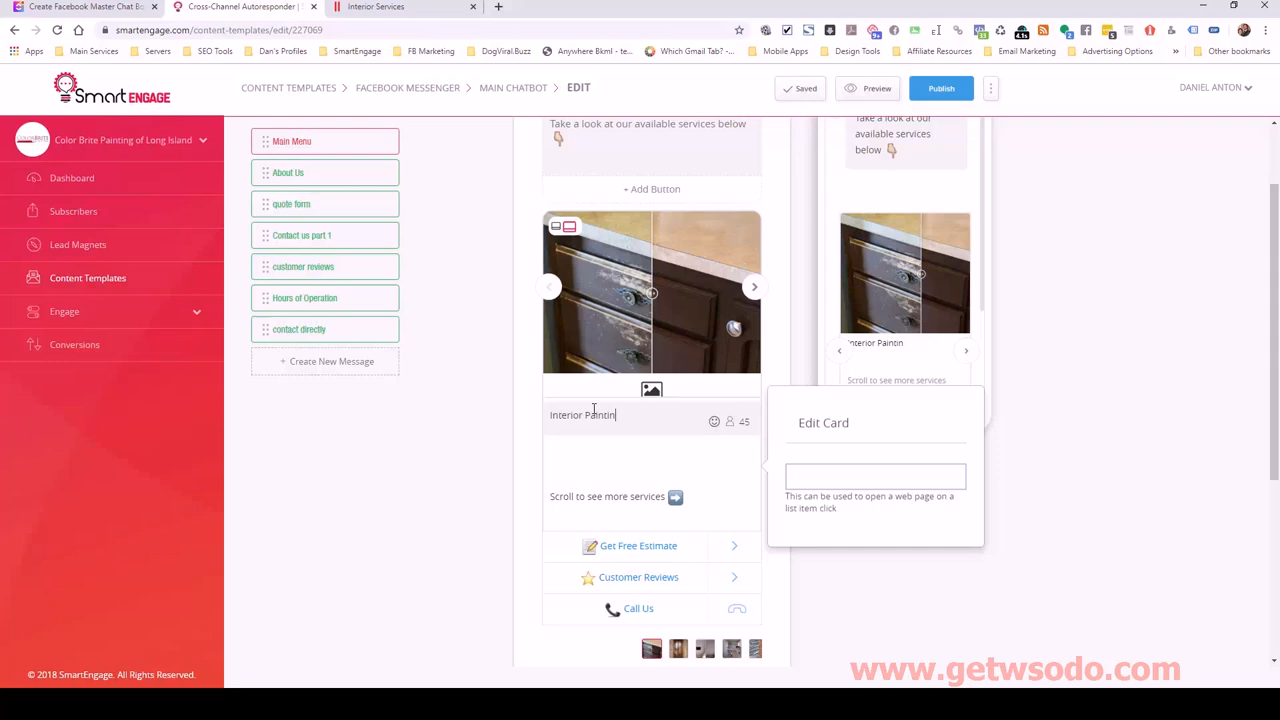 Create Facebook Master Chat Bo
Cross-Channel Autoresponder | S
Interior Services
smartengage.com/content-templates/edit/227069
Apps
Main Services
Servers
SEO Tools
Dan's Profiles
SmartEngage
FB Marketing
DogViral.Buzz
Anywhere Bkml - te...
Which Gmail Tab? -...
Mobile Apps
Design Tools
Affiliate Resources
Email Marketing
Advertising Options
Other bookmarks
Smart ENGAGE
CONTENT TEMPLATES
FACEBOOK MESSENGER
MAIN CHATBOT
EDIT
Saved
Preview
Publish
DANIEL ANTON
Color Brite Painting of Long Island
Dashboard
Subscribers
Lead Magnets
Content Templates
Engage
Conversions
© 2018 SmartEngage. All Rights Reserved.
Main Menu
About Us
quote form
Contact us part 1
customer reviews
Hours of Operation
contact directly
+ Create New Message
Take a look at our available services below
+ Add Button
Interior Paintin
45
Scroll to see more services
Get Free Estimate
Customer Reviews
Call Us
Take a look at our
available services
below
Interior Paintin
Scroll to see more services
Edit Card
This can be used to open a web page on a
list item click
www.getwsodo.com